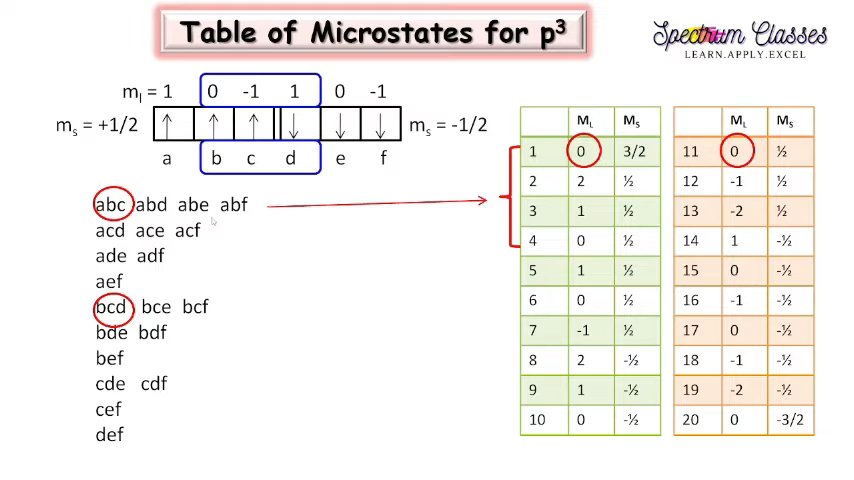 Table of Microstates for p³
Spectrum Classes
LEARN.APPLY.EXCEL
mₗ = 1 0 -1 1 0 -1
mₛ = +1/2 mₛ = -1/2
a b c d e f
abc abd abe abf
acd ace acf
ade adf
aef
bcd bce bcf
bde bdf
bef
cde cdf
cef
def
M_L M_S
1 0 3/2
2 2 ½
3 1 ½
4 0 ½
5 1 ½
6 0 ½
7 -1 ½
8 2 -½
9 1 -½
10 0 -½
M_L M_S
11 0 ½
12 -1 ½
13 -2 ½
14 1 -½
15 0 -½
16 -1 -½
17 0 -½
18 -1 -½
19 -2 -½
20 0 -3/2